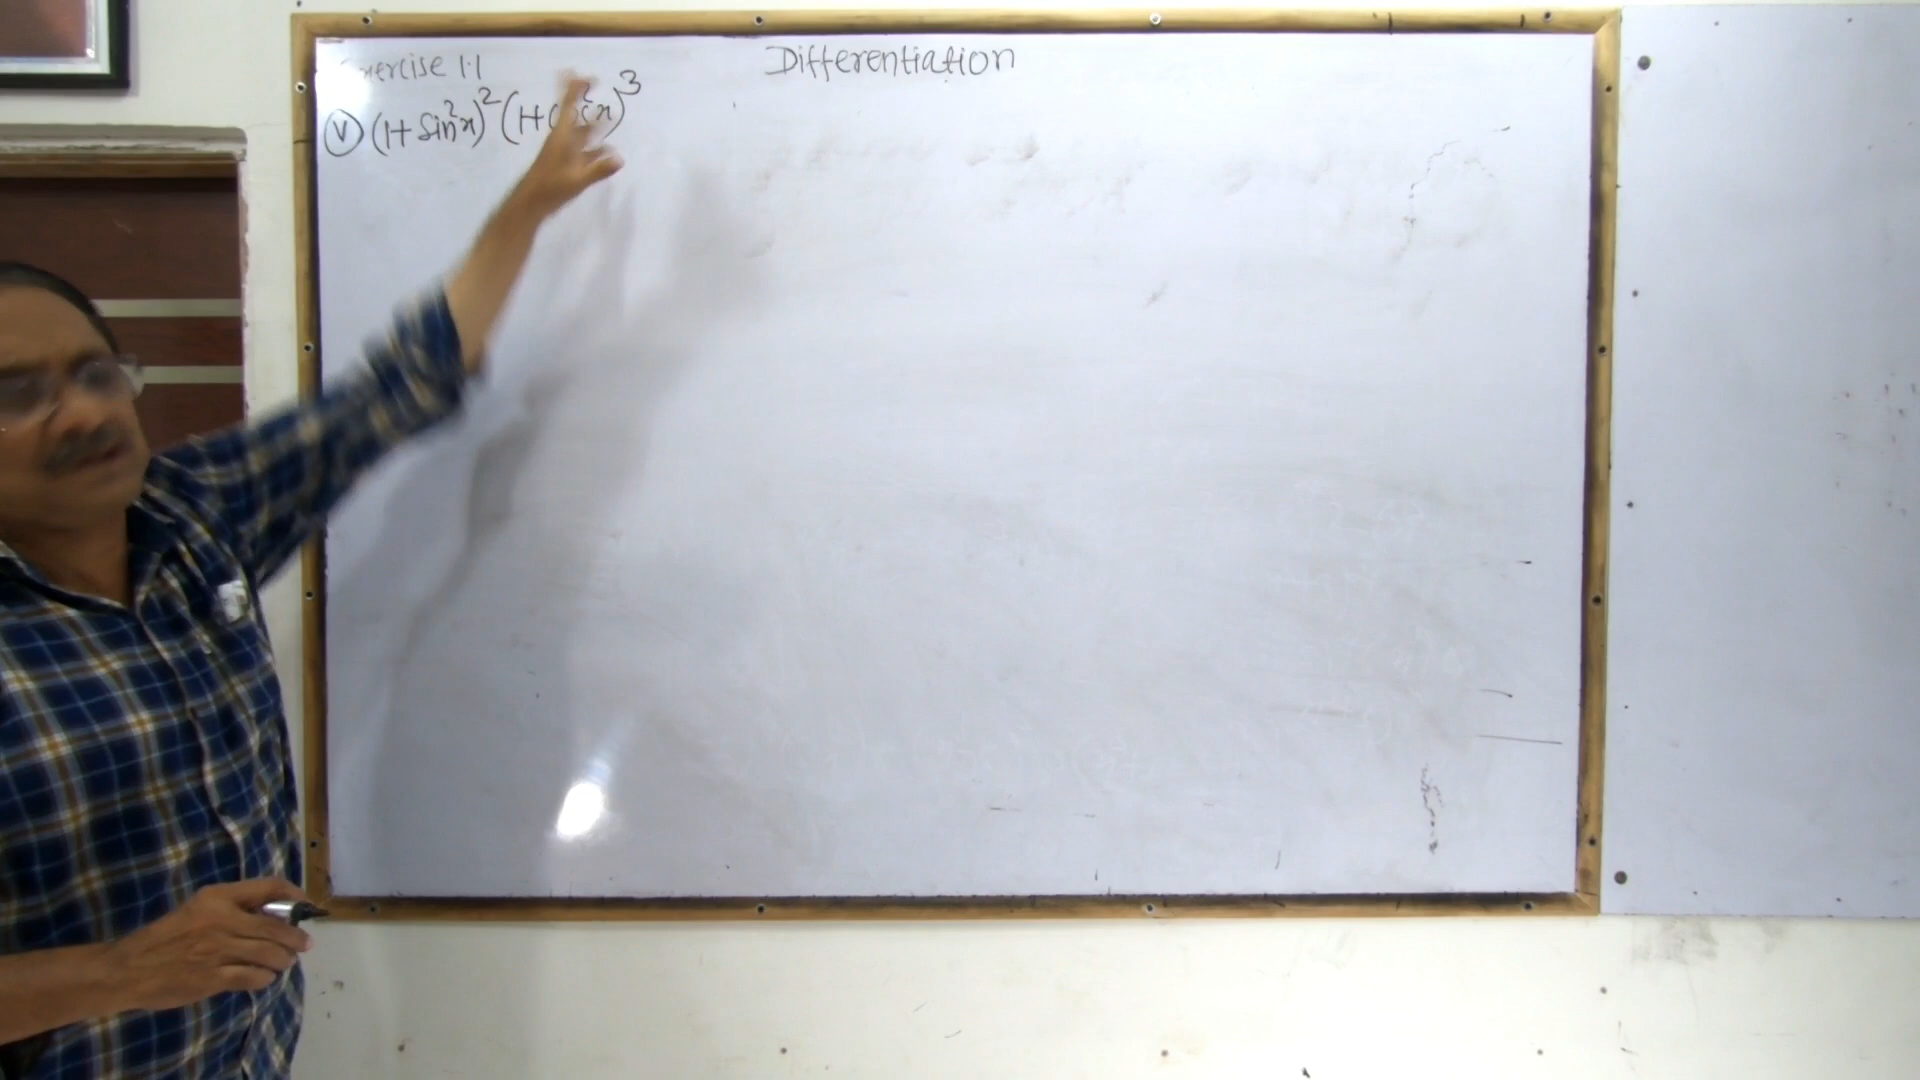 Exercise 1.1
Differentiation
(V) (1+ Sin²x)² (1+ Cos²x)³